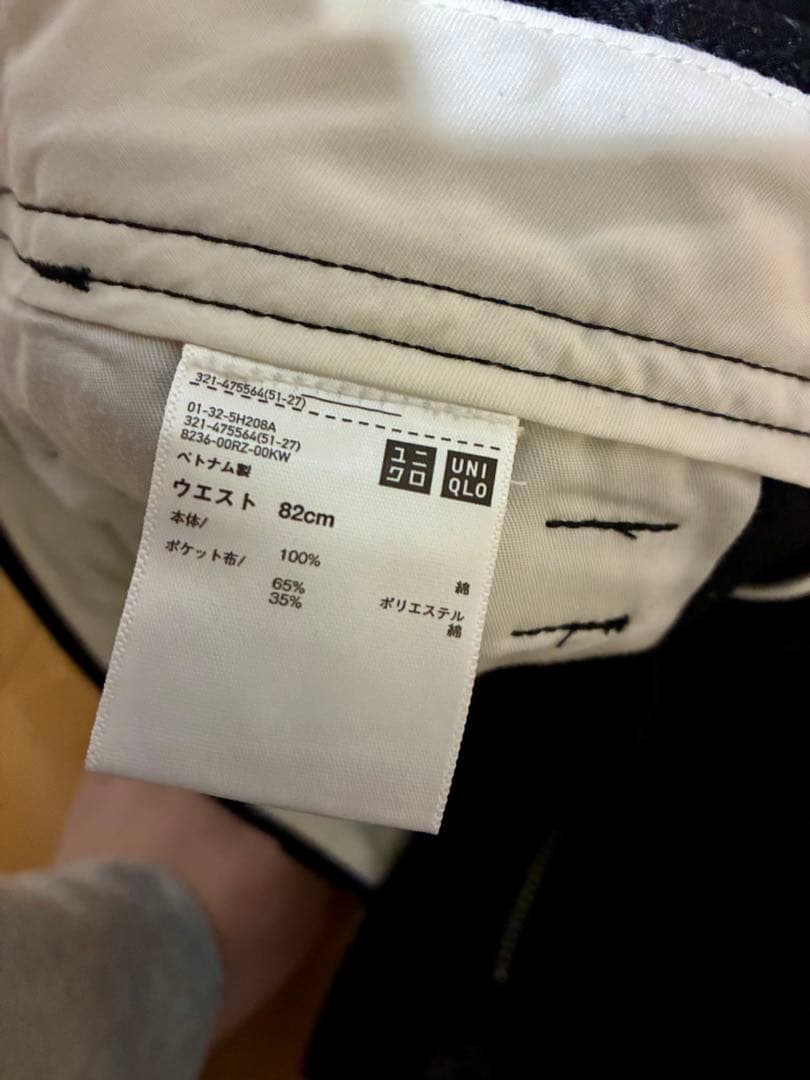 321-475564(51-27)
01-32-5H208A
321-475564(51-27)
8236-00RZ-00KW
ベトナム製
ユニ
クロ
UNI
QLO
ウエスト 82cm
本体/
100% 綿
ポケット布/
65% ポリエステル
35% 綿